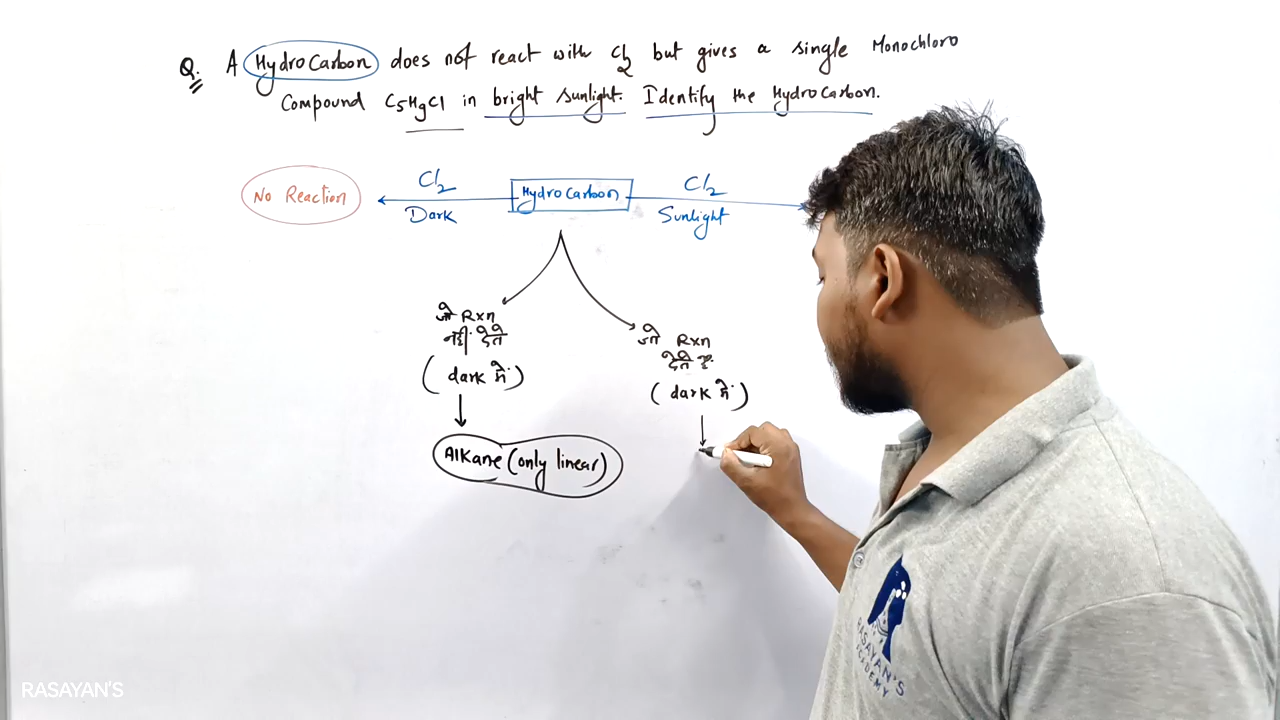 Q. A HydroCarbon does not react with Cl2 but gives a single Monochloro
Compound C5H9Cl in bright sunlight. Identify the HydroCarbon.
No Reaction
Cl2
Dark
HydroCarbon
Cl2
Sunlight
जो Rxn
नहीं देते
(dark में)
Alkane (only linear)
जो Rxn
देते है
(dark में)
RASAYAN'S
ACADEMY
RASAYAN'S